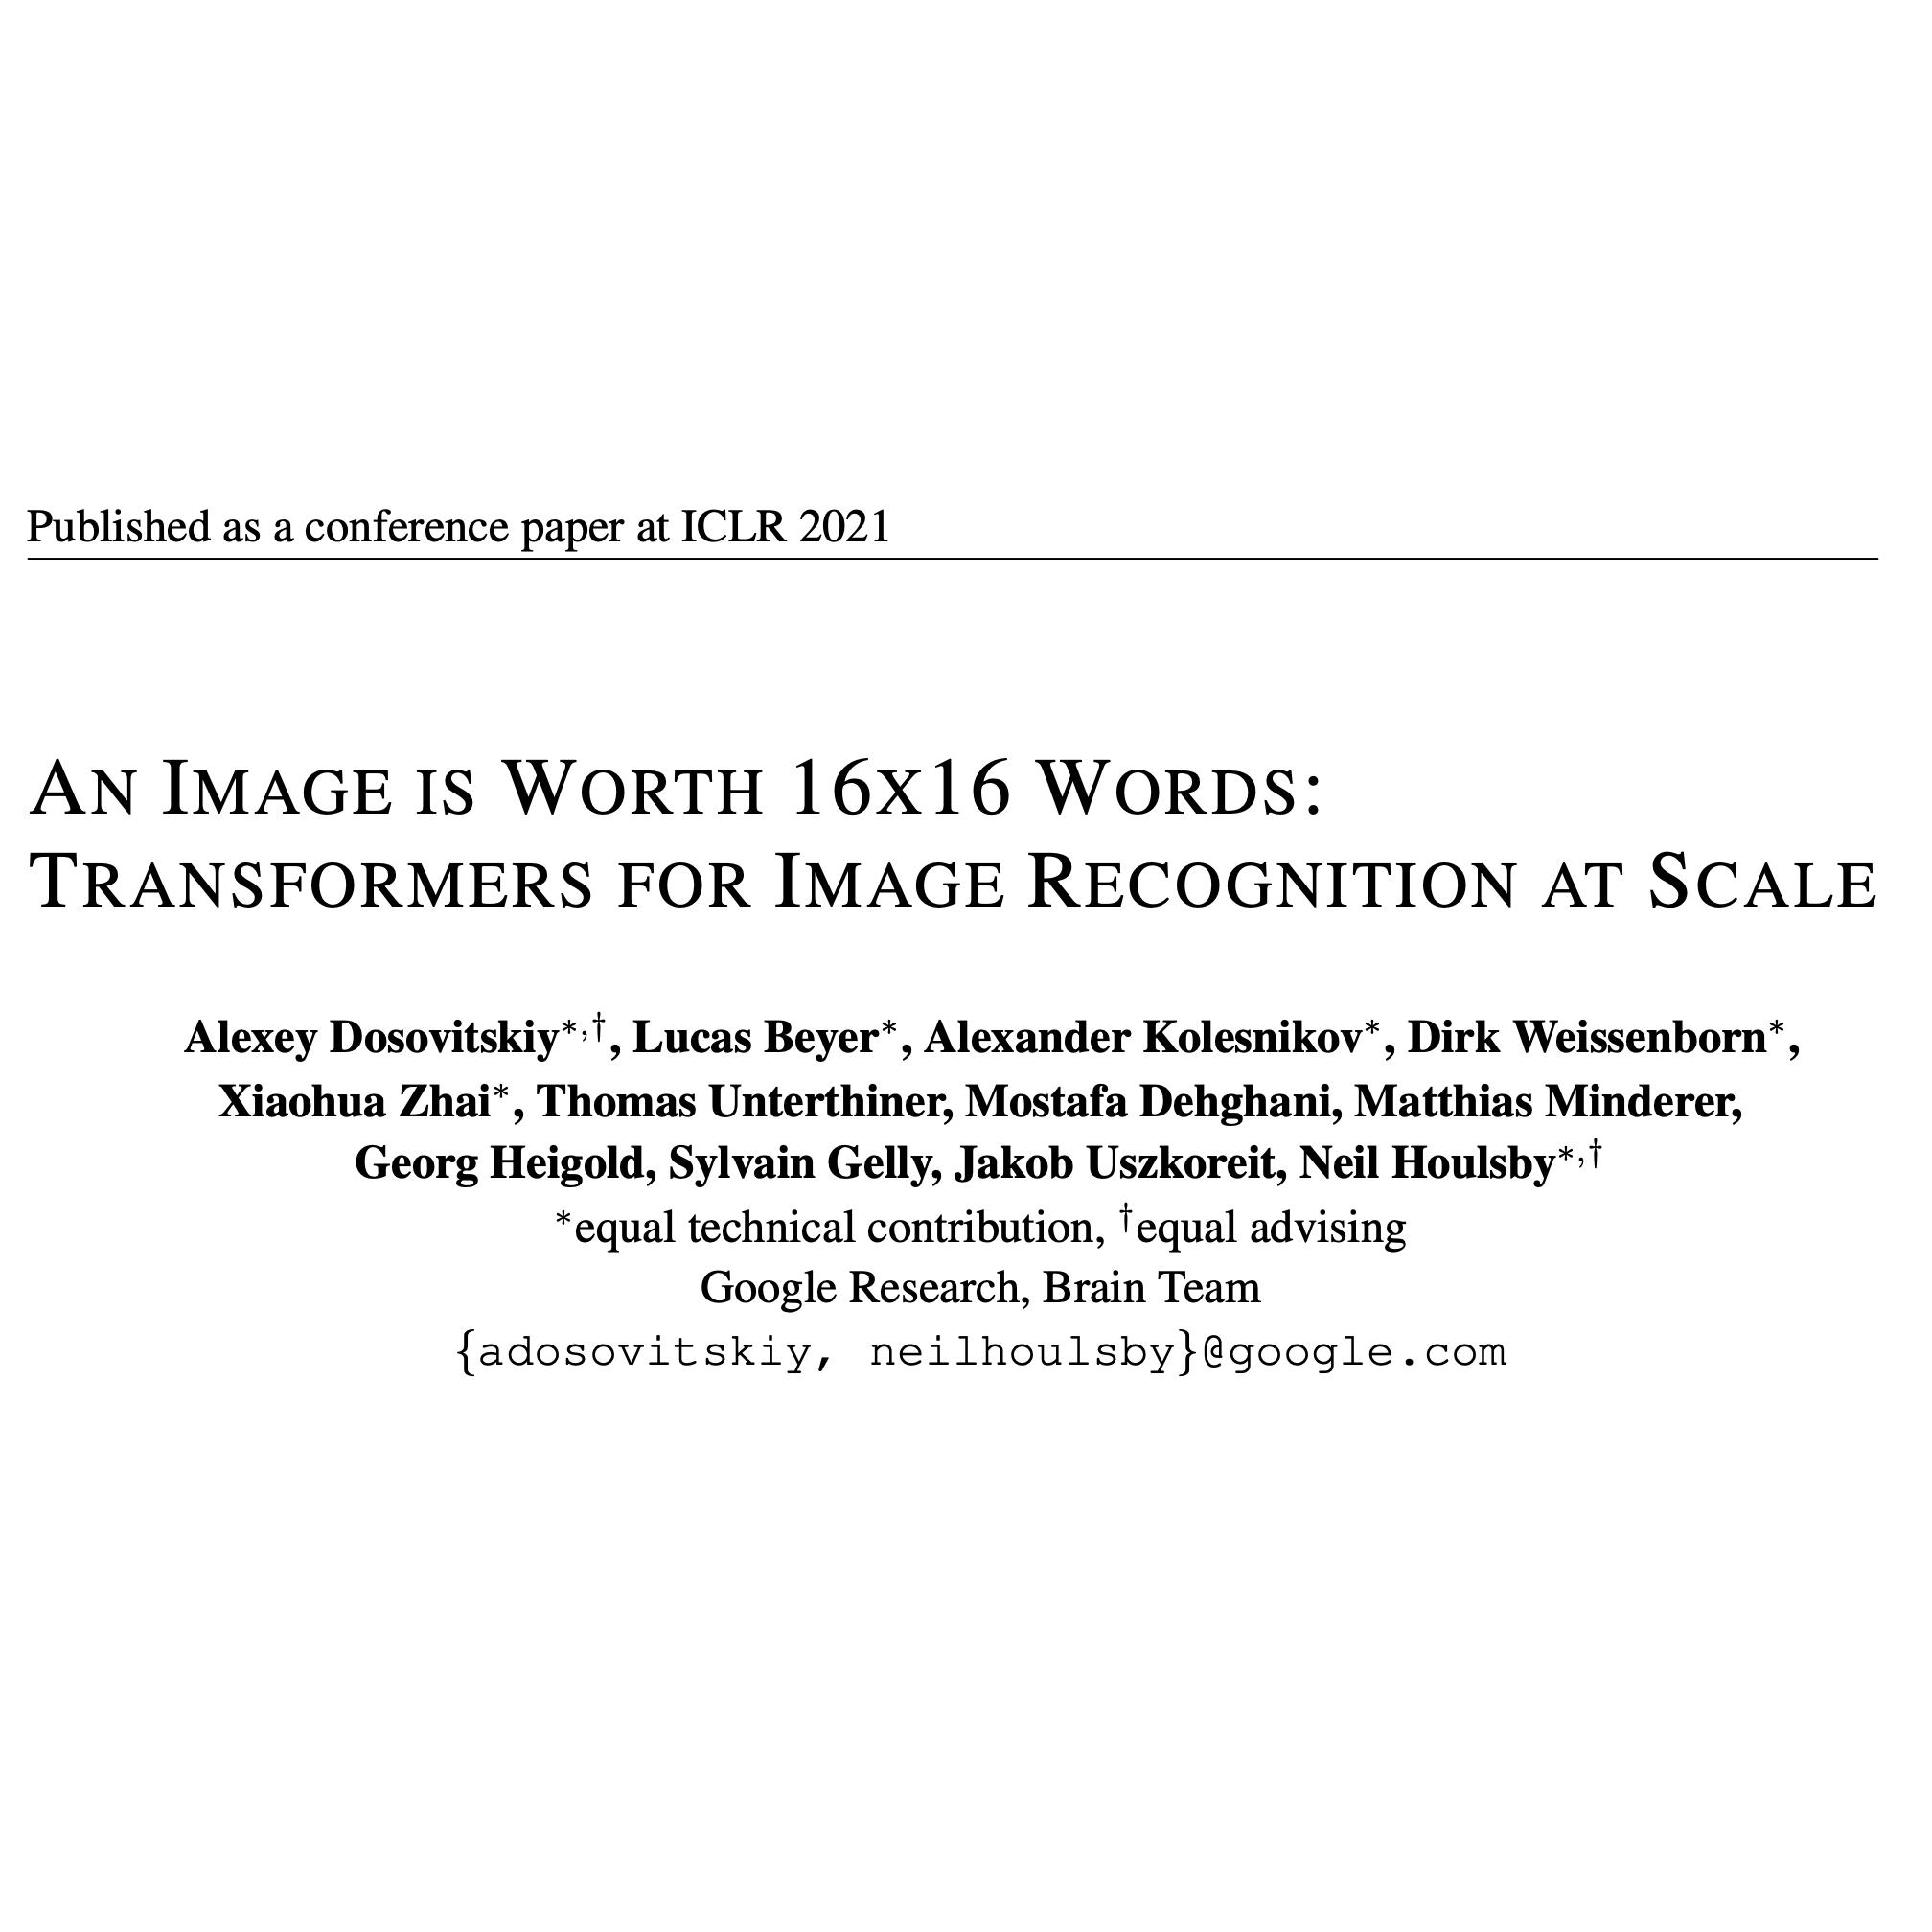 Published as a conference paper at ICLR 2021
An Image is Worth 16x16 Words:
Transformers for Image Recognition at Scale
Alexey Dosovitskiy*,†, Lucas Beyer*, Alexander Kolesnikov*, Dirk Weissenborn*,
Xiaohua Zhai*, Thomas Unterthiner, Mostafa Dehghani, Matthias Minderer,
Georg Heigold, Sylvain Gelly, Jakob Uszkoreit, Neil Houlsby*,†
*equal technical contribution, †equal advising
Google Research, Brain Team
{adosovitskiy, neilhoulsby}@google.com